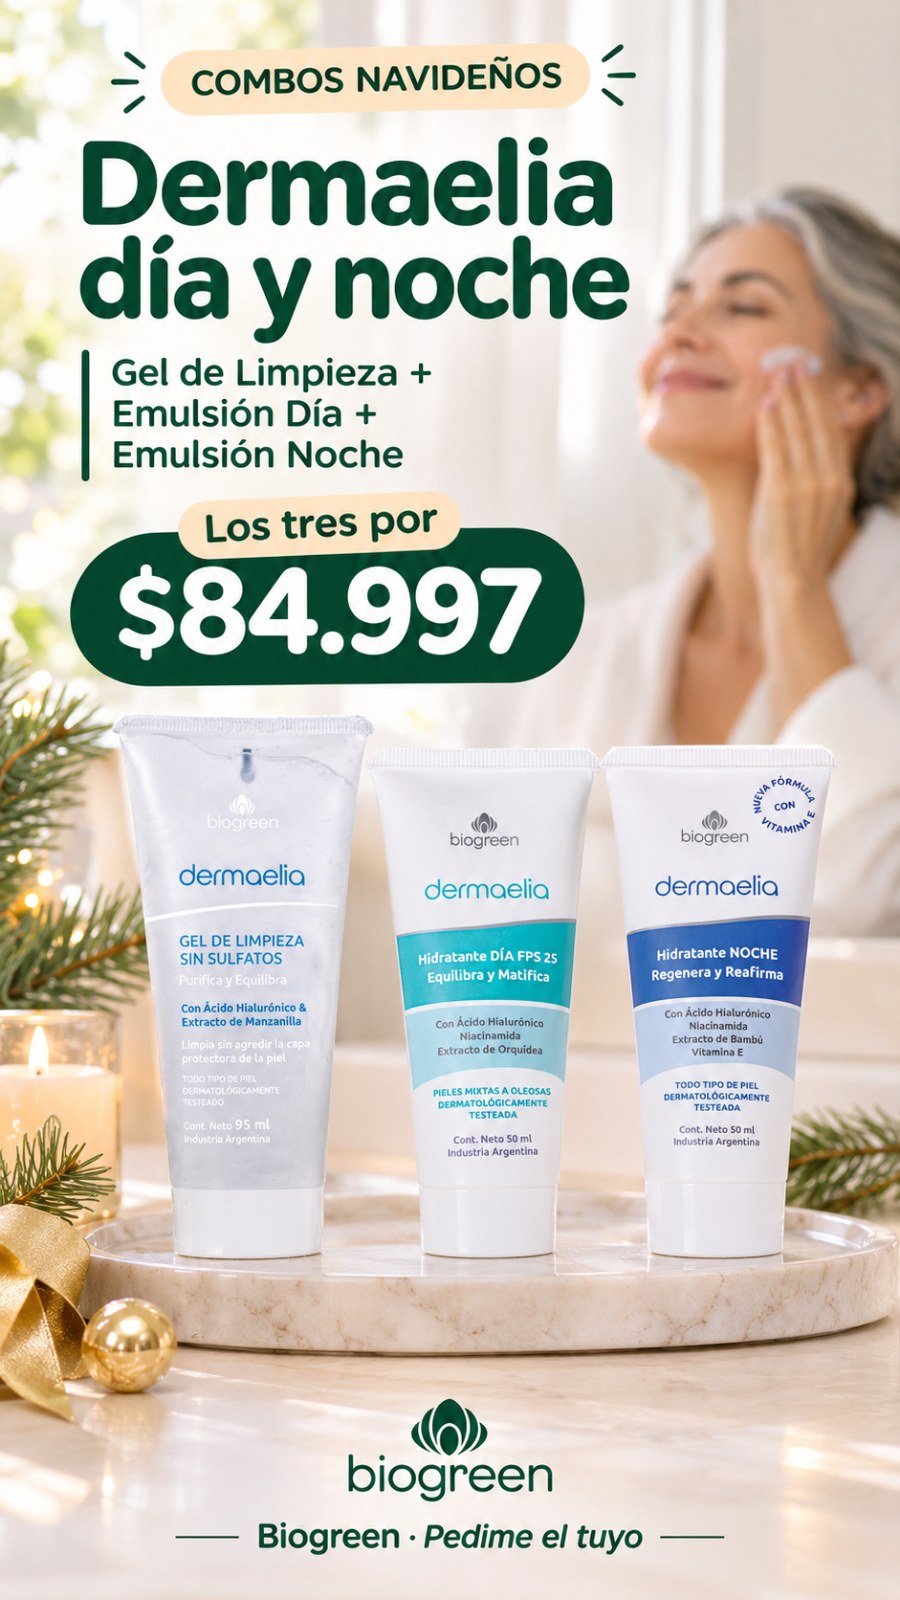 COMBOS NAVIDEÑOS
Dermaelia
día y noche
Gel de Limpieza +
Emulsión Día +
Emulsión Noche
Los tres por
$84.997
biogreen
dermaelia
GEL DE LIMPIEZA
SIN SULFATOS
Purifica y Equilibra
Con Ácido Hialurónico &
Extracto de Manzanilla
Limpia sin agredir la capa
protectora de la piel
TODO TIPO DE PIEL
DERMATOLÓGICAMENTE
TESTEADO
Cont. Neto 95 ml
Industria Argentina
biogreen
dermaelia
Hidratante DÍA FPS 25
Equilibra y Matifica
Con Ácido Hialurónico
Niacinamida
Extracto de Orquídea
PIELES MIXTAS A OLEOSAS
DERMATOLÓGICAMENTE
TESTEADA
Cont. Neto 50 ml
Industria Argentina
NUEVA FÓRMULA
CON
VITAMINA E
biogreen
dermaelia
Hidratante NOCHE
Regenera y Reafirma
Con Ácido Hialurónico
Niacinamida
Extracto de Bambú
Vitamina E
TODO TIPO DE PIEL
DERMATOLÓGICAMENTE
TESTEADA
Cont. Neto 50 ml
Industria Argentina
biogreen
Biogreen · Pedime el tuyo